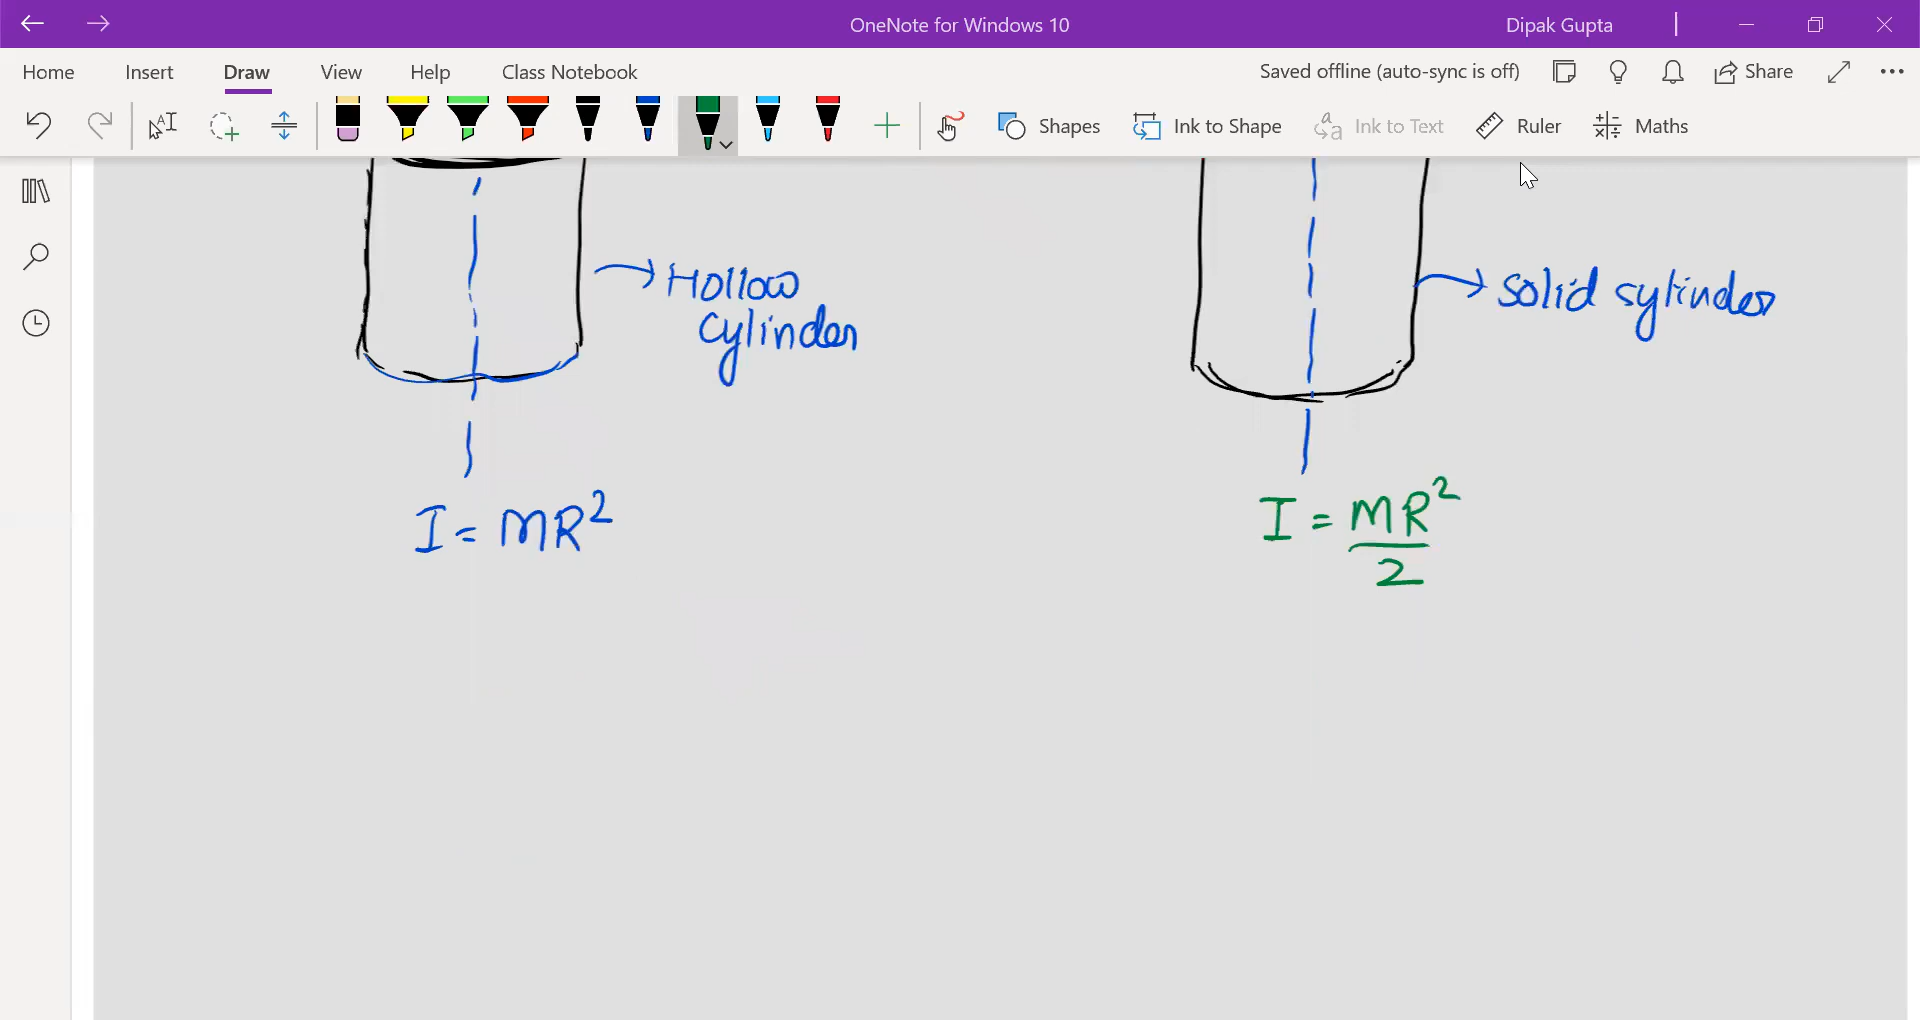 OneNote for Windows 10
Dipak Gupta
Home Insert Draw View Help Class Notebook
Saved offline (auto-sync is off)
Share
Shapes
Ink to Shape
Ink to Text
Ruler
Maths
→ Hollow
cylinder
→ Solid sylinder
I = MR²
I = MR²
2